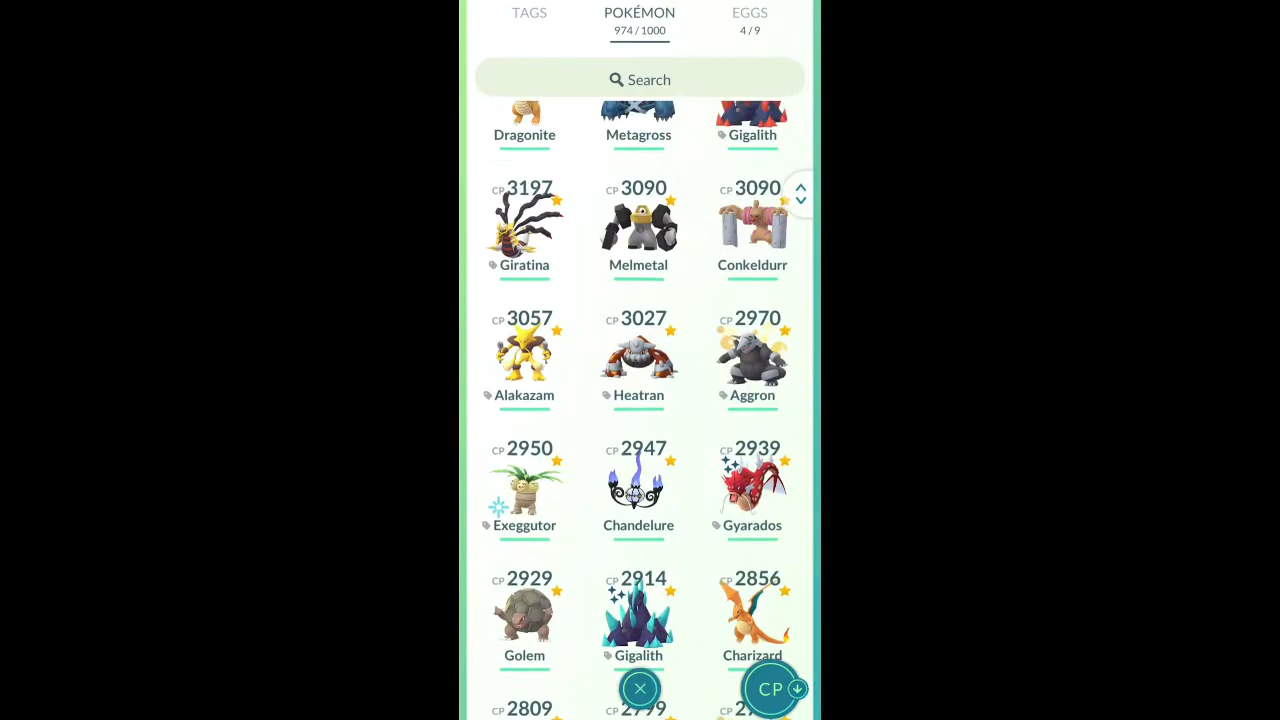 TAGS POKÉMON EGGS
974 / 1000 4 / 9
Search
Dragonite Metagross Gigalith
CP 3197 CP 3090 CP 3090
Giratina Melmetal Conkeldurr
CP 3057 CP 3027 CP 2970
Alakazam Heatran Aggron
CP 2950 CP 2947 CP 2939
Exeggutor Chandelure Gyarados
CP 2929 CP 2914 CP 2856
Golem Gigalith Charizard
CP
CP 2809 CP 2799 CP